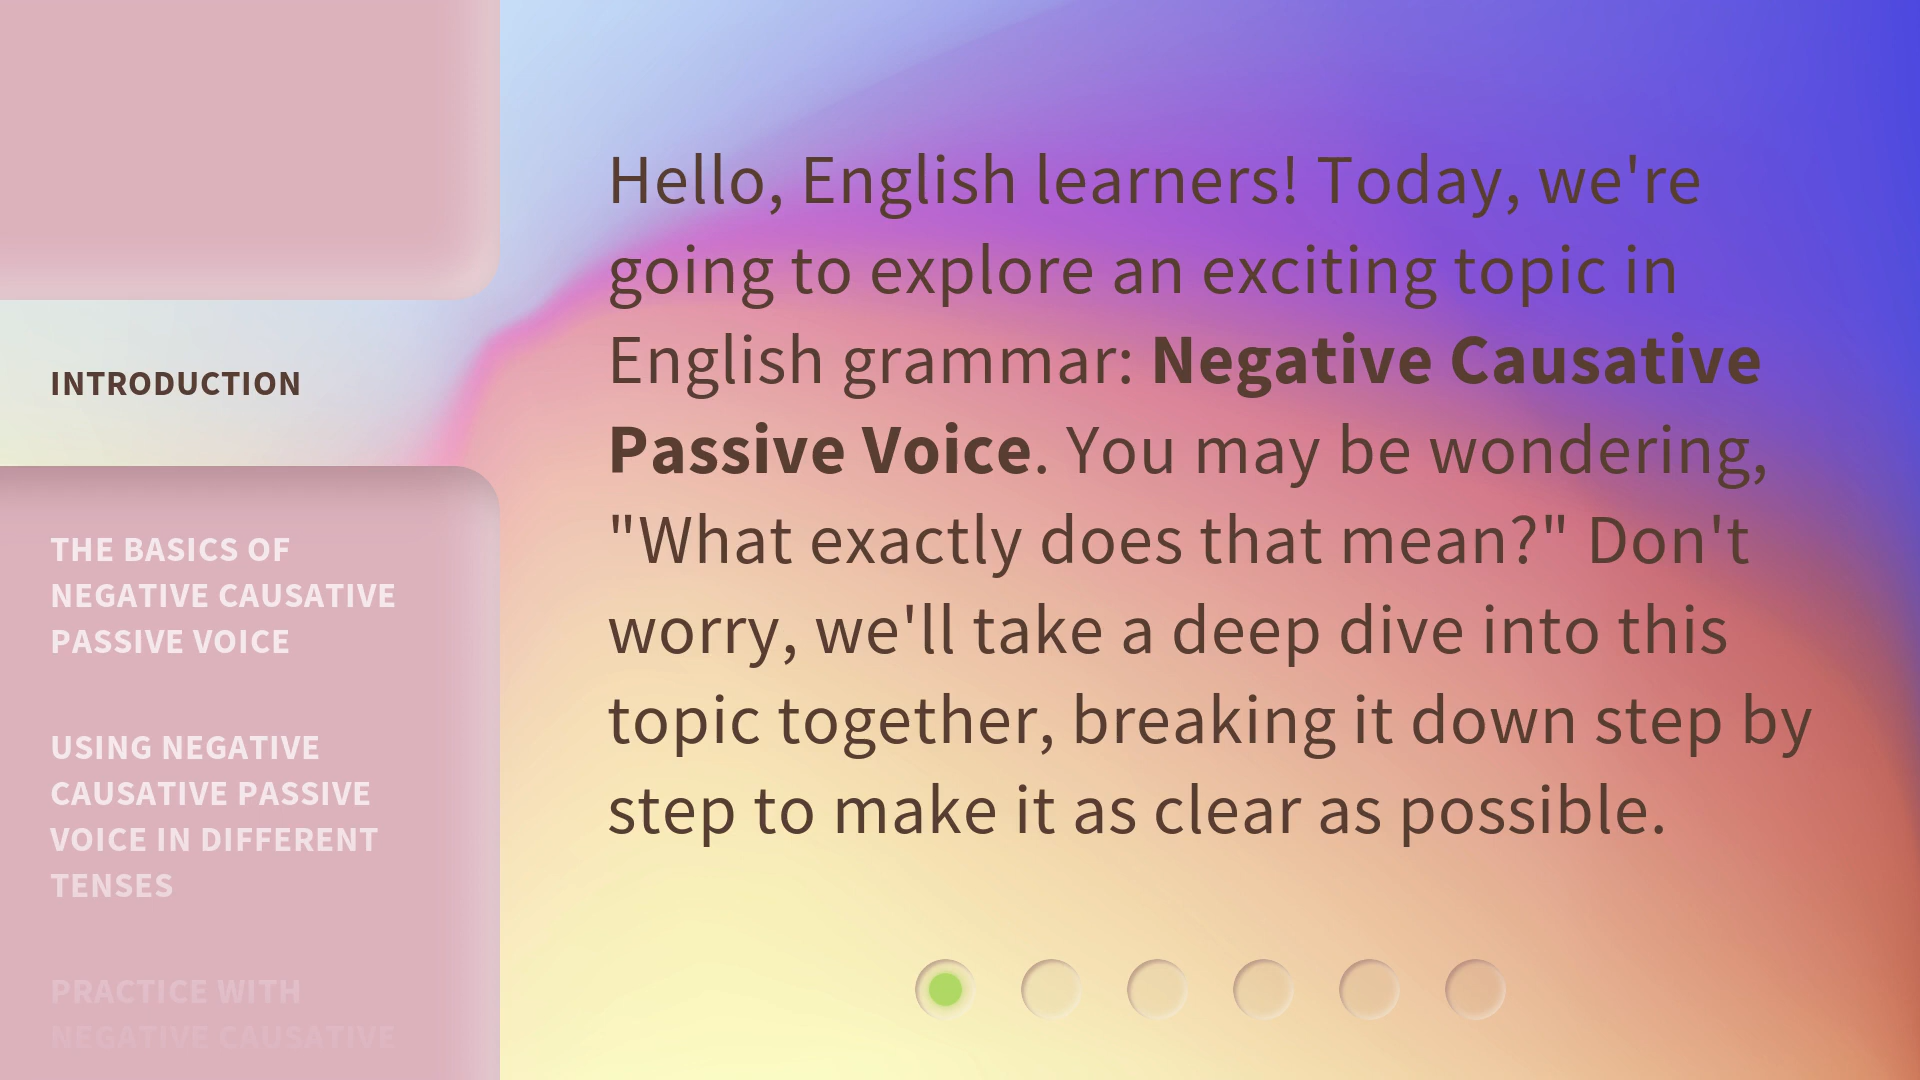 INTRODUCTION
THE BASICS OF
NEGATIVE CAUSATIVE
PASSIVE VOICE
USING NEGATIVE
CAUSATIVE PASSIVE
VOICE IN DIFFERENT
TENSES
PRACTICE WITH
NEGATIVE CAUSATIVE
Hello, English learners! Today, we're
going to explore an exciting topic in
English grammar: Negative Causative
Passive Voice. You may be wondering,
"What exactly does that mean?" Don't
worry, we'll take a deep dive into this
topic together, breaking it down step by
step to make it as clear as possible.